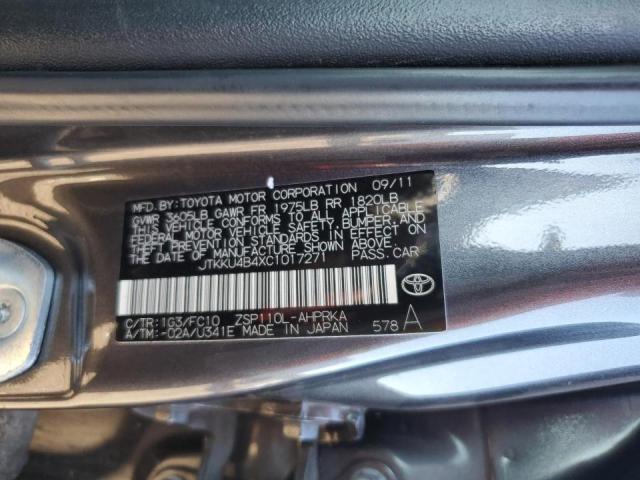 MFD.BY:TOYOTA MOTOR CORPORATION 09/11
GVWR 3605LB GAWR FR 1975LB RR 1820LB
THIS VEHICLE CONFORMS TO ALL APPLICABLE
FEDERAL MOTOR VEHICLE SAFETY, BUMPER, AND
THEFT PREVENTION STANDARDS IN EFFECT ON
THE DATE OF MANUFACTURE SHOWN ABOVE.
JTKKU4B4XC1017271 PASS.CAR
C/TR:1G3/FC10 ZSP110L-AHPRKA
A/TM:-02A/U341E MADE IN JAPAN 578 A